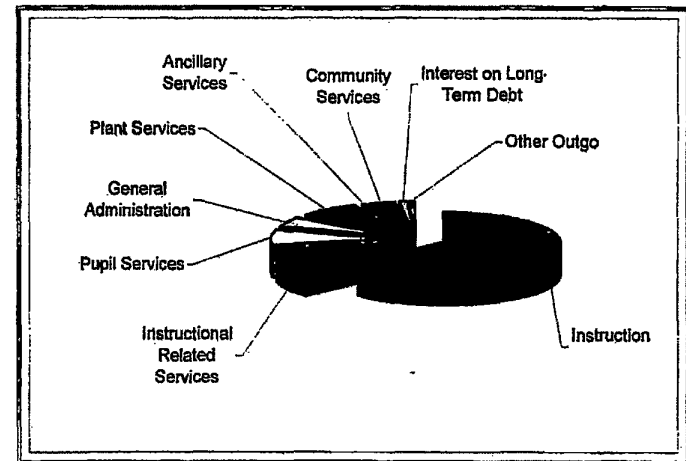 Ancillary
Services
Community
Services
Interest on Long-
Term Debt
Plant Services
Other Outgo
General
Administration
Pupil Services
Instructional
Related
Services
Instruction